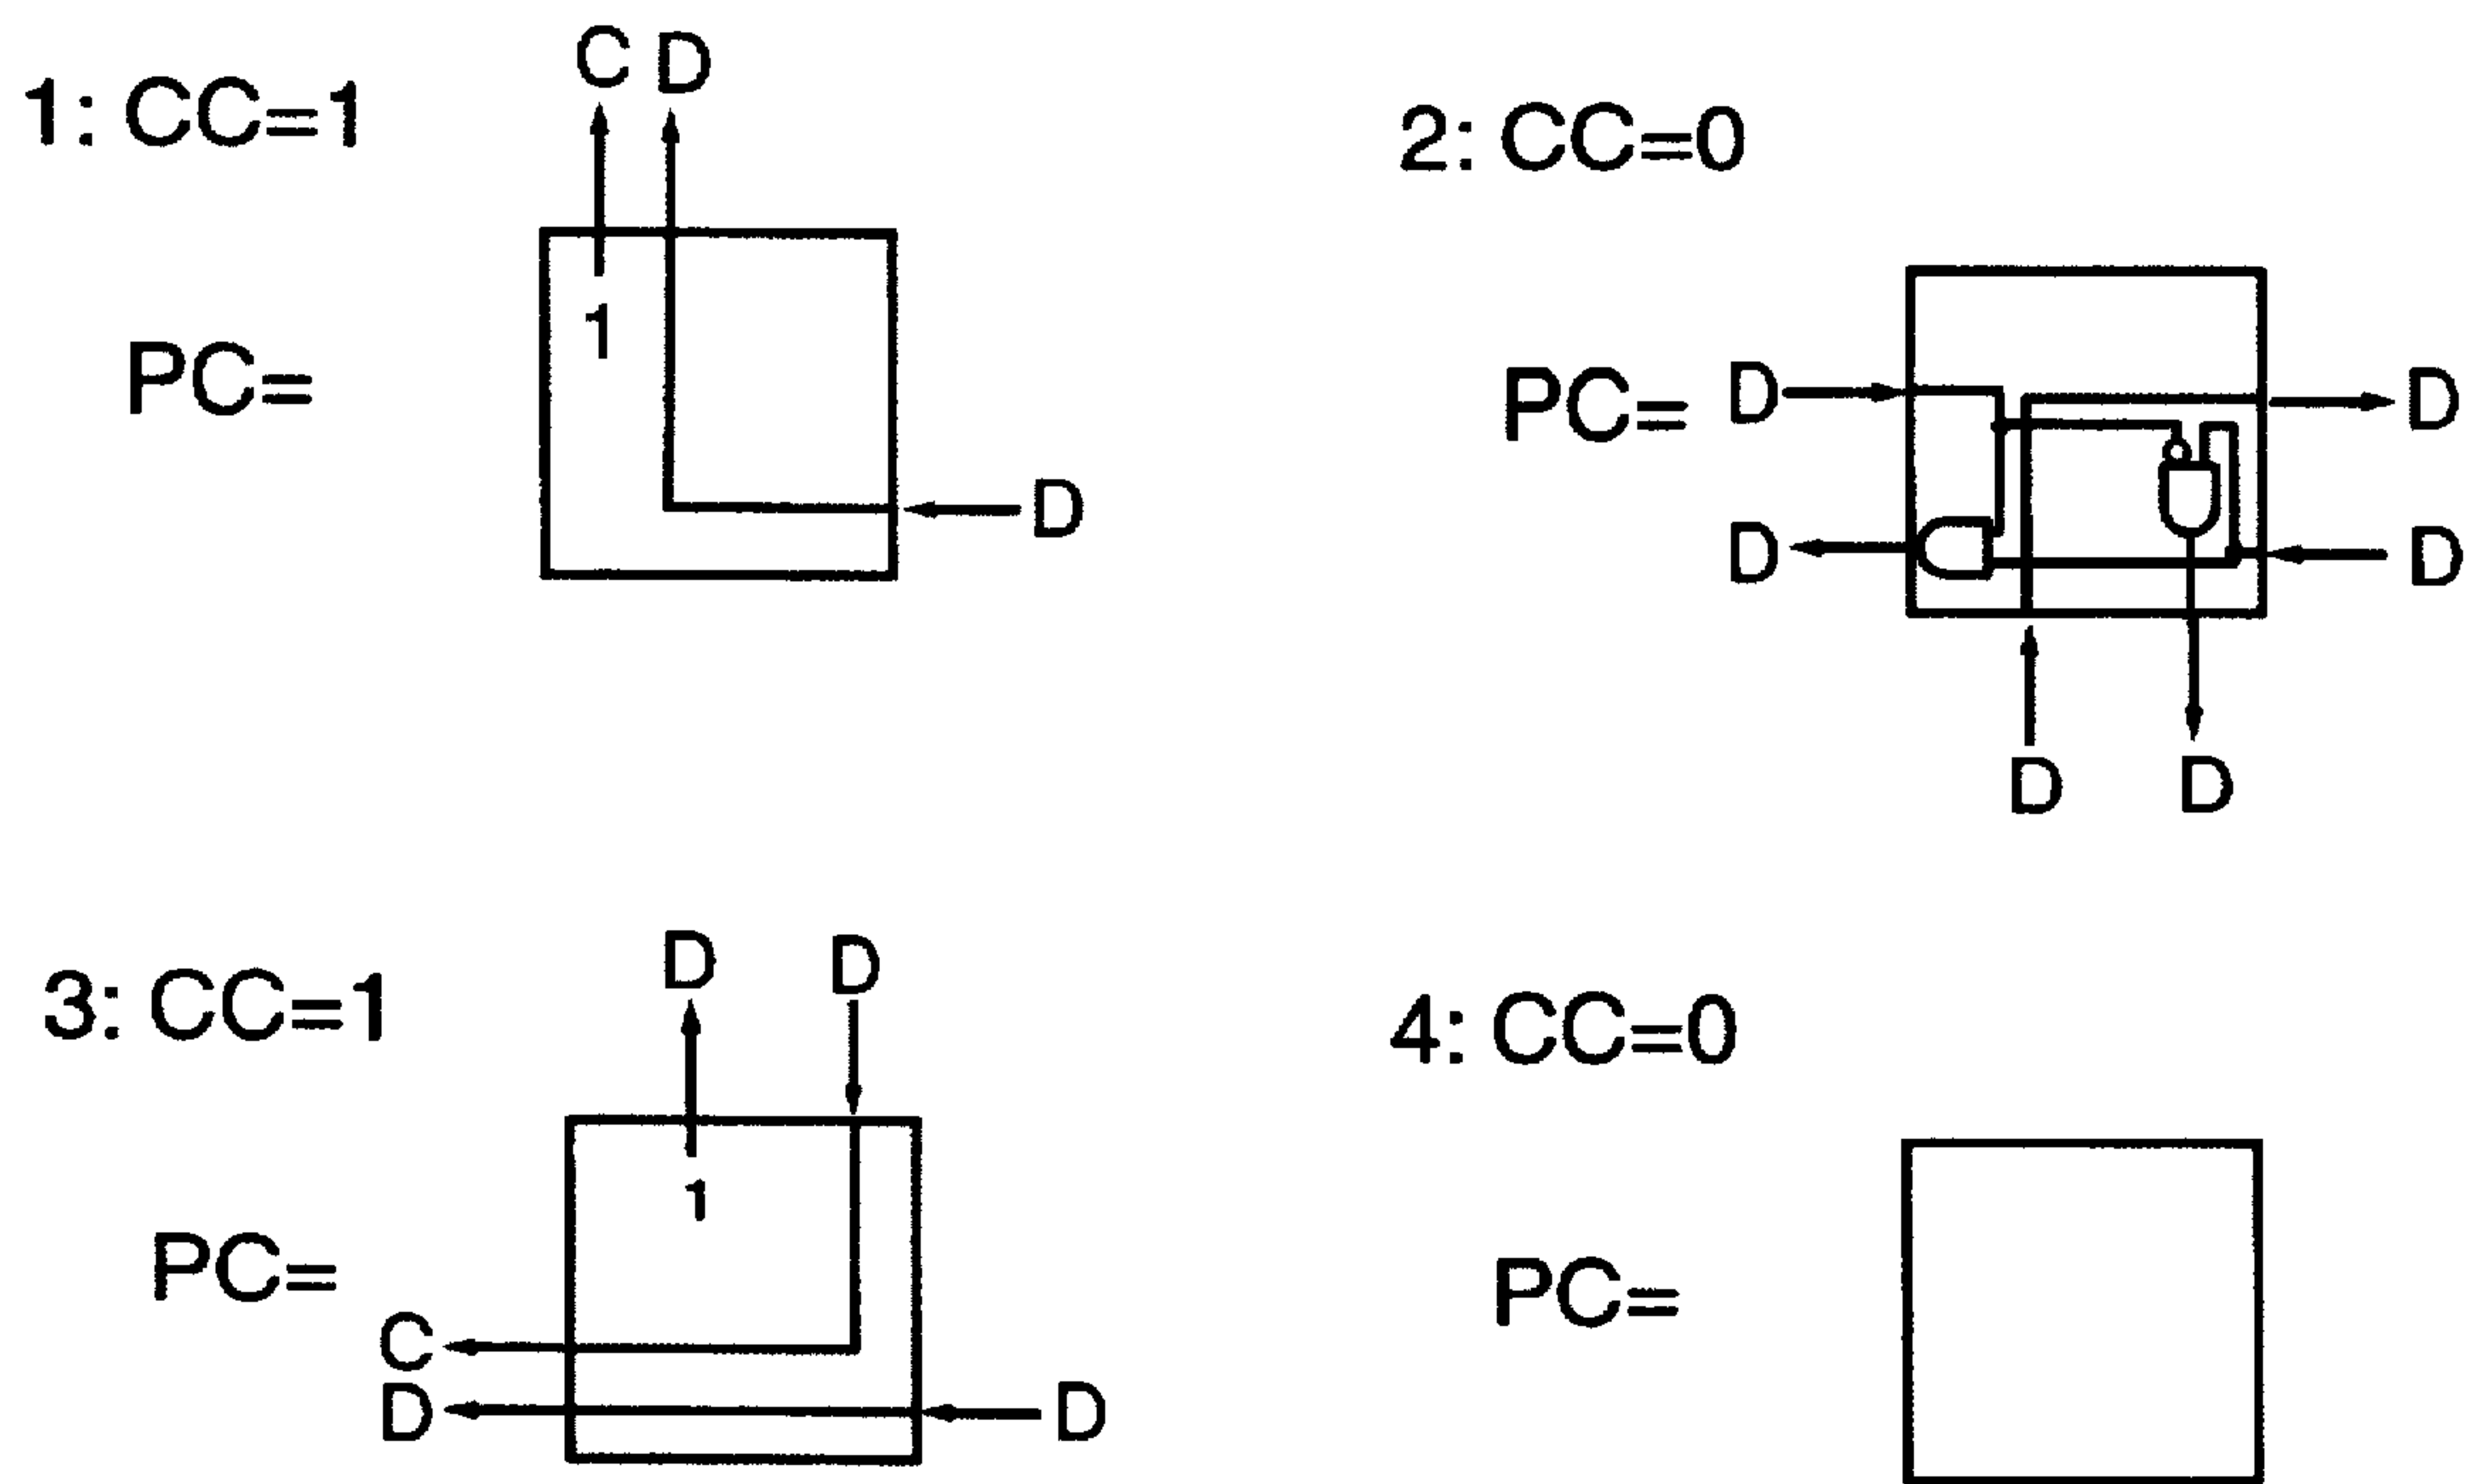 1: CC=1
C D
1
PC=
D
2: CC=0
PC= D
D
D
D
D
D
3: CC=1
D D
1
PC=
C
D
D
4: CC=0
PC=